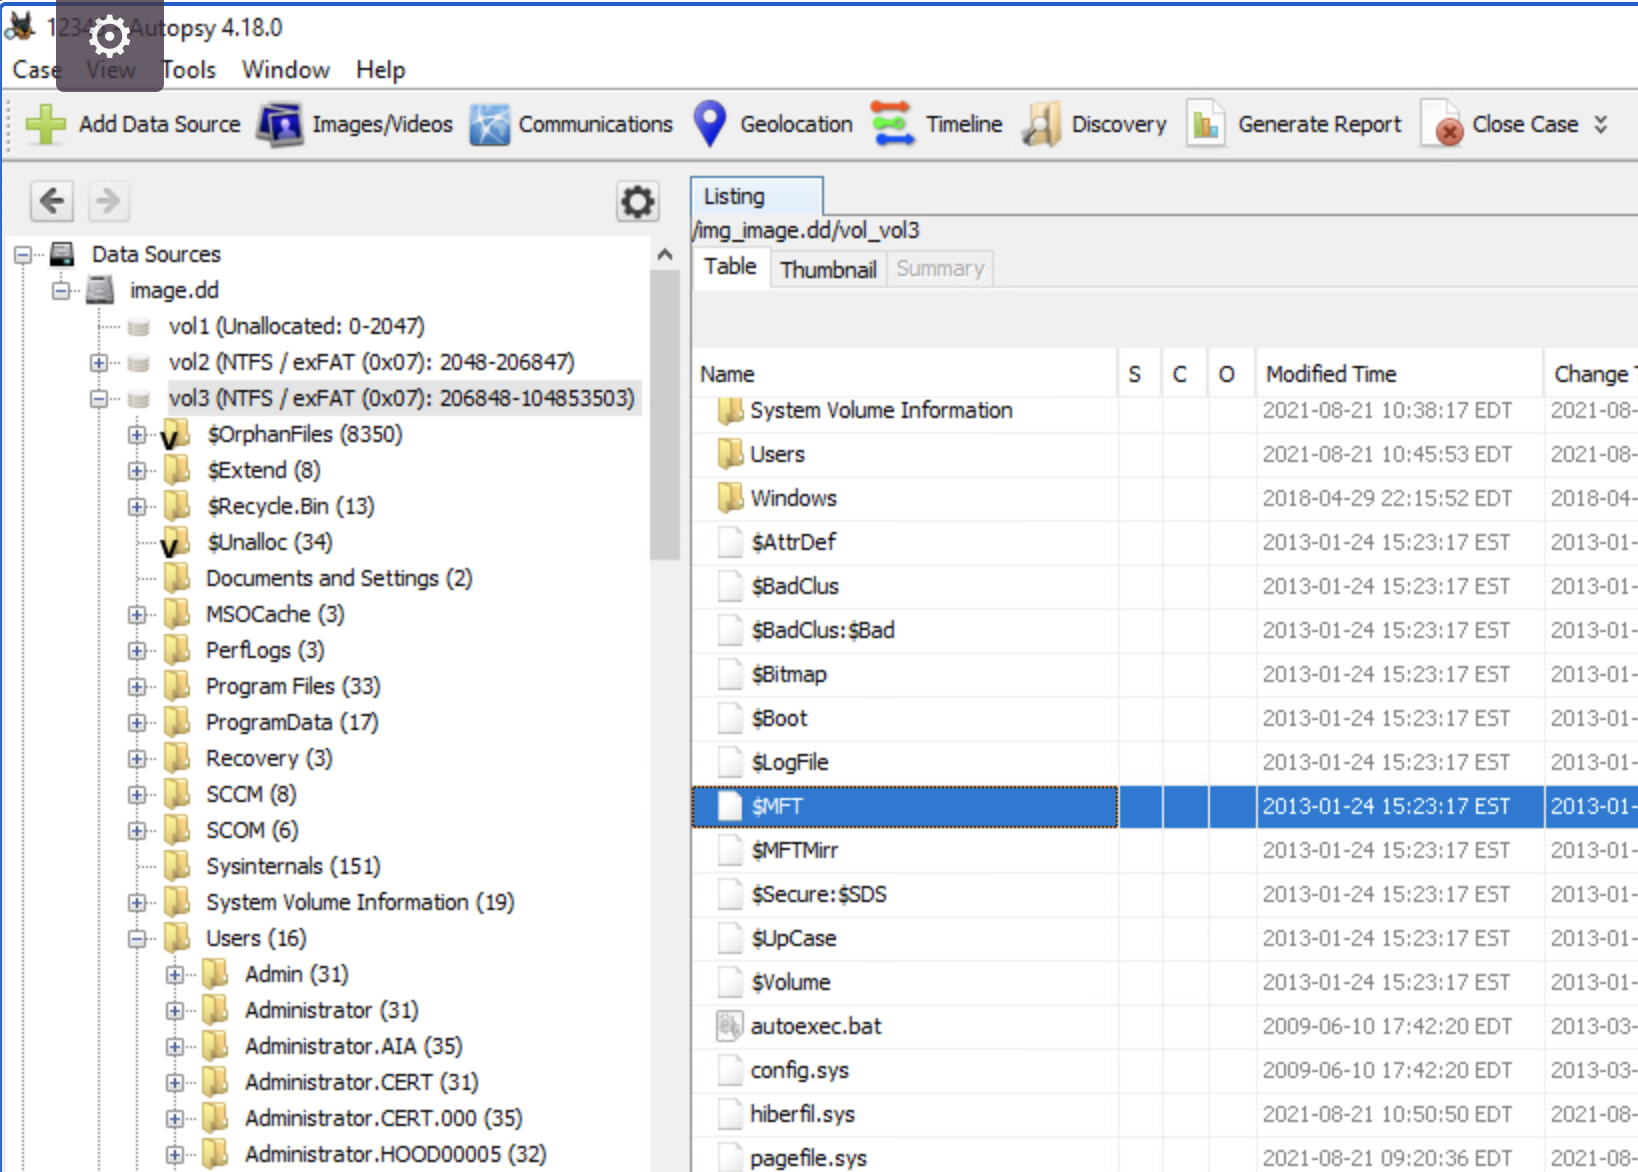 Autopsy 4.18.0
Case View Tools Window Help
Add Data Source Images/Videos Communications Geolocation Timeline Discovery Generate Report Close Case
Data Sources
image.dd
vol1 (Unallocated: 0-2047)
vol2 (NTFS / exFAT (0x07): 2048-206847)
vol3 (NTFS / exFAT (0x07): 206848-104853503)
$OrphanFiles (8350)
$Extend (8)
$Recycle.Bin (13)
$Unalloc (34)
Documents and Settings (2)
MSOCache (3)
PerfLogs (3)
Program Files (33)
ProgramData (17)
Recovery (3)
SCCM (8)
SCOM (6)
Sysinternals (151)
System Volume Information (19)
Users (16)
Admin (31)
Administrator (31)
Administrator.AIA (35)
Administrator.CERT (31)
Administrator.CERT.000 (35)
Administrator.HOOD00005 (32)
Listing
/img_image.dd/vol_vol3
Table Thumbnail Summary
Name S C O Modified Time Change
System Volume Information 2021-08-21 10:38:17 EDT 2021-08-
Users 2021-08-21 10:45:53 EDT 2021-08-
Windows 2018-04-29 22:15:52 EDT 2018-04-
$AttrDef 2013-01-24 15:23:17 EST 2013-01-
$BadClus 2013-01-24 15:23:17 EST 2013-01-
$BadClus:$Bad 2013-01-24 15:23:17 EST 2013-01-
$Bitmap 2013-01-24 15:23:17 EST 2013-01-
$Boot 2013-01-24 15:23:17 EST 2013-01-
$LogFile 2013-01-24 15:23:17 EST 2013-01-
$MFT 2013-01-24 15:23:17 EST 2013-01-
$MFTMirr 2013-01-24 15:23:17 EST 2013-01-
$Secure:$SDS 2013-01-24 15:23:17 EST 2013-01-
$UpCase 2013-01-24 15:23:17 EST 2013-01-
$Volume 2013-01-24 15:23:17 EST 2013-01-
autoexec.bat 2009-06-10 17:42:20 EDT 2013-03-
config.sys 2009-06-10 17:42:20 EDT 2013-03-
hiberfil.sys 2021-08-21 10:50:50 EDT 2021-08-
pagefile.sys 2021-08-21 09:20:36 EDT 2021-08-